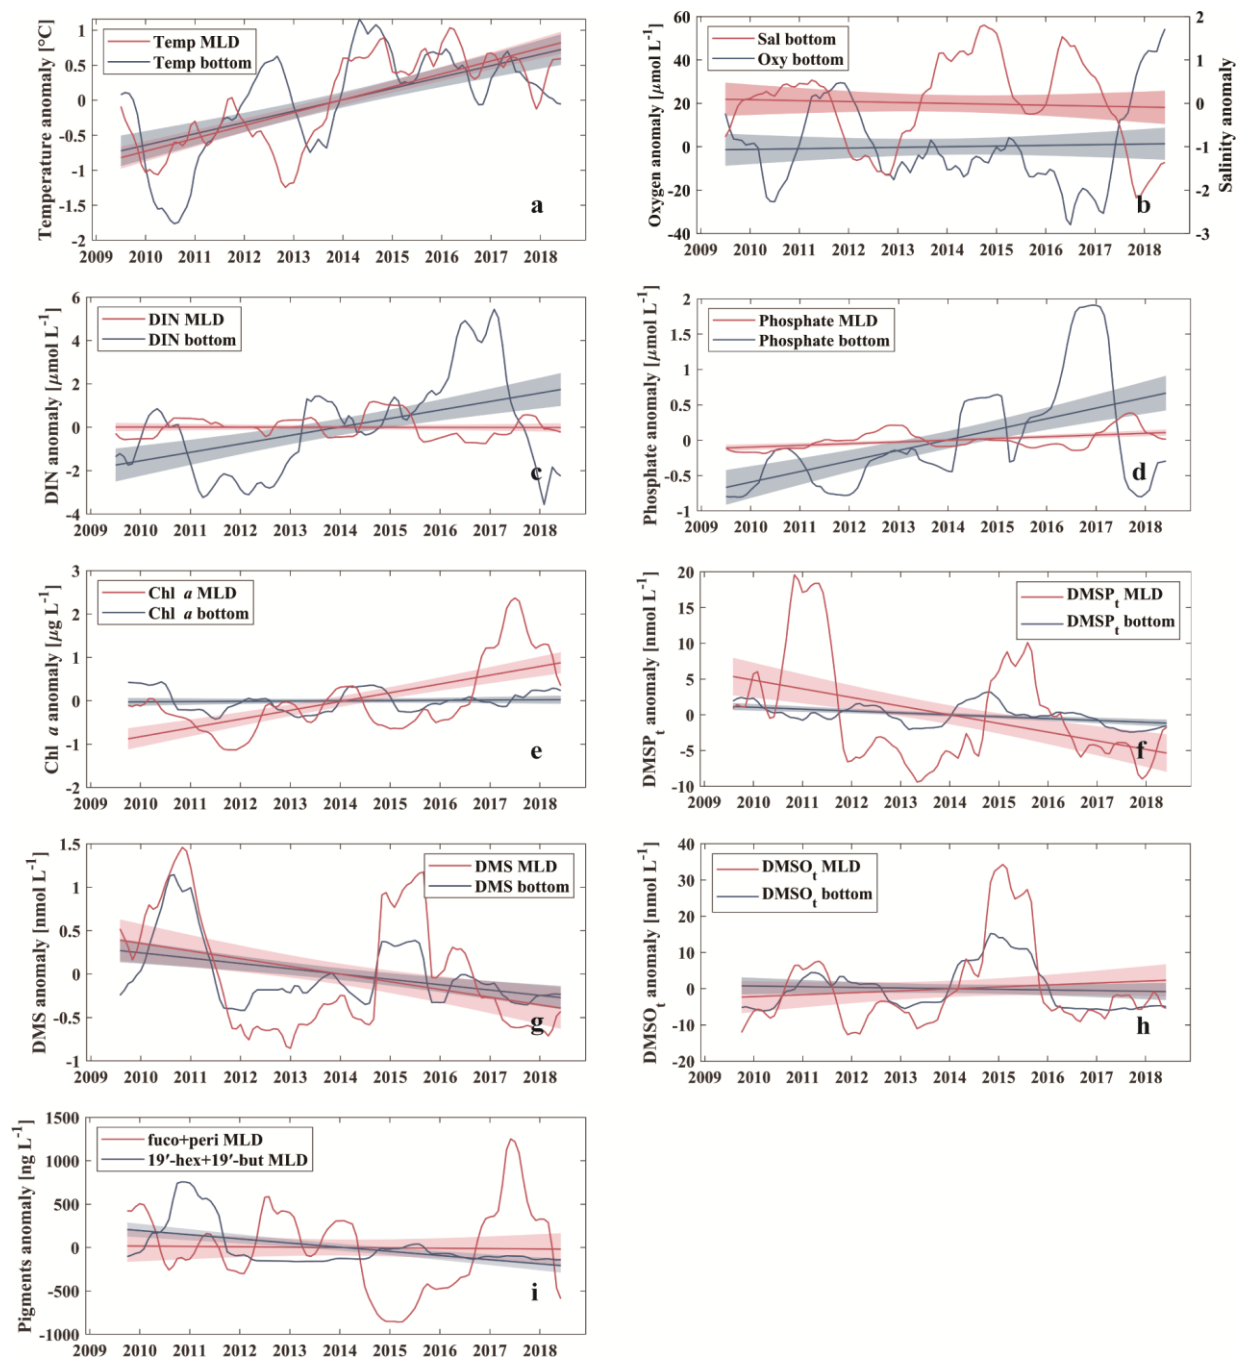 Temperature anomaly [°C]
1
0.5
0
-0.5
-1
-1.5
-2
Temp MLD
Temp bottom
a
2009 2010 2011 2012 2013 2014 2015 2016 2017 2018
Oxygen anomaly [μmol L-1]
60
40
20
0
-20
-40
Sal bottom
Oxy bottom
b
2
1
0
-1
-2
-3
Salinity anomaly
2009 2010 2011 2012 2013 2014 2015 2016 2017 2018
DIN anomaly [μmol L-1]
6
4
2
0
-2
-4
DIN MLD
DIN bottom
c
2009 2010 2011 2012 2013 2014 2015 2016 2017 2018
Phosphate anomaly [μmol L-1]
2
1.5
1
0.5
0
-0.5
-1
Phosphate MLD
Phosphate bottom
d
2009 2010 2011 2012 2013 2014 2015 2016 2017 2018
Chl a anomaly [μg L-1]
3
2
1
0
-1
-2
Chl a MLD
Chl a bottom
e
2009 2010 2011 2012 2013 2014 2015 2016 2017 2018
DMSPt anomaly [nmol L-1]
20
15
10
5
0
-5
-10
DMSPt MLD
DMSPt bottom
f
2009 2010 2011 2012 2013 2014 2015 2016 2017 2018
DMS anomaly [nmol L-1]
1.5
1
0.5
0
-0.5
-1
DMS MLD
DMS bottom
g
2009 2010 2011 2012 2013 2014 2015 2016 2017 2018
DMSOt anomaly [nmol L-1]
40
30
20
10
0
-10
-20
DMSOt MLD
DMSOt bottom
h
2009 2010 2011 2012 2013 2014 2015 2016 2017 2018
Pigments anomaly [ng L-1]
1500
1000
500
0
-500
-1000
fuco+peri MLD
19′-hex+19′-but MLD
i
2009 2010 2011 2012 2013 2014 2015 2016 2017 2018